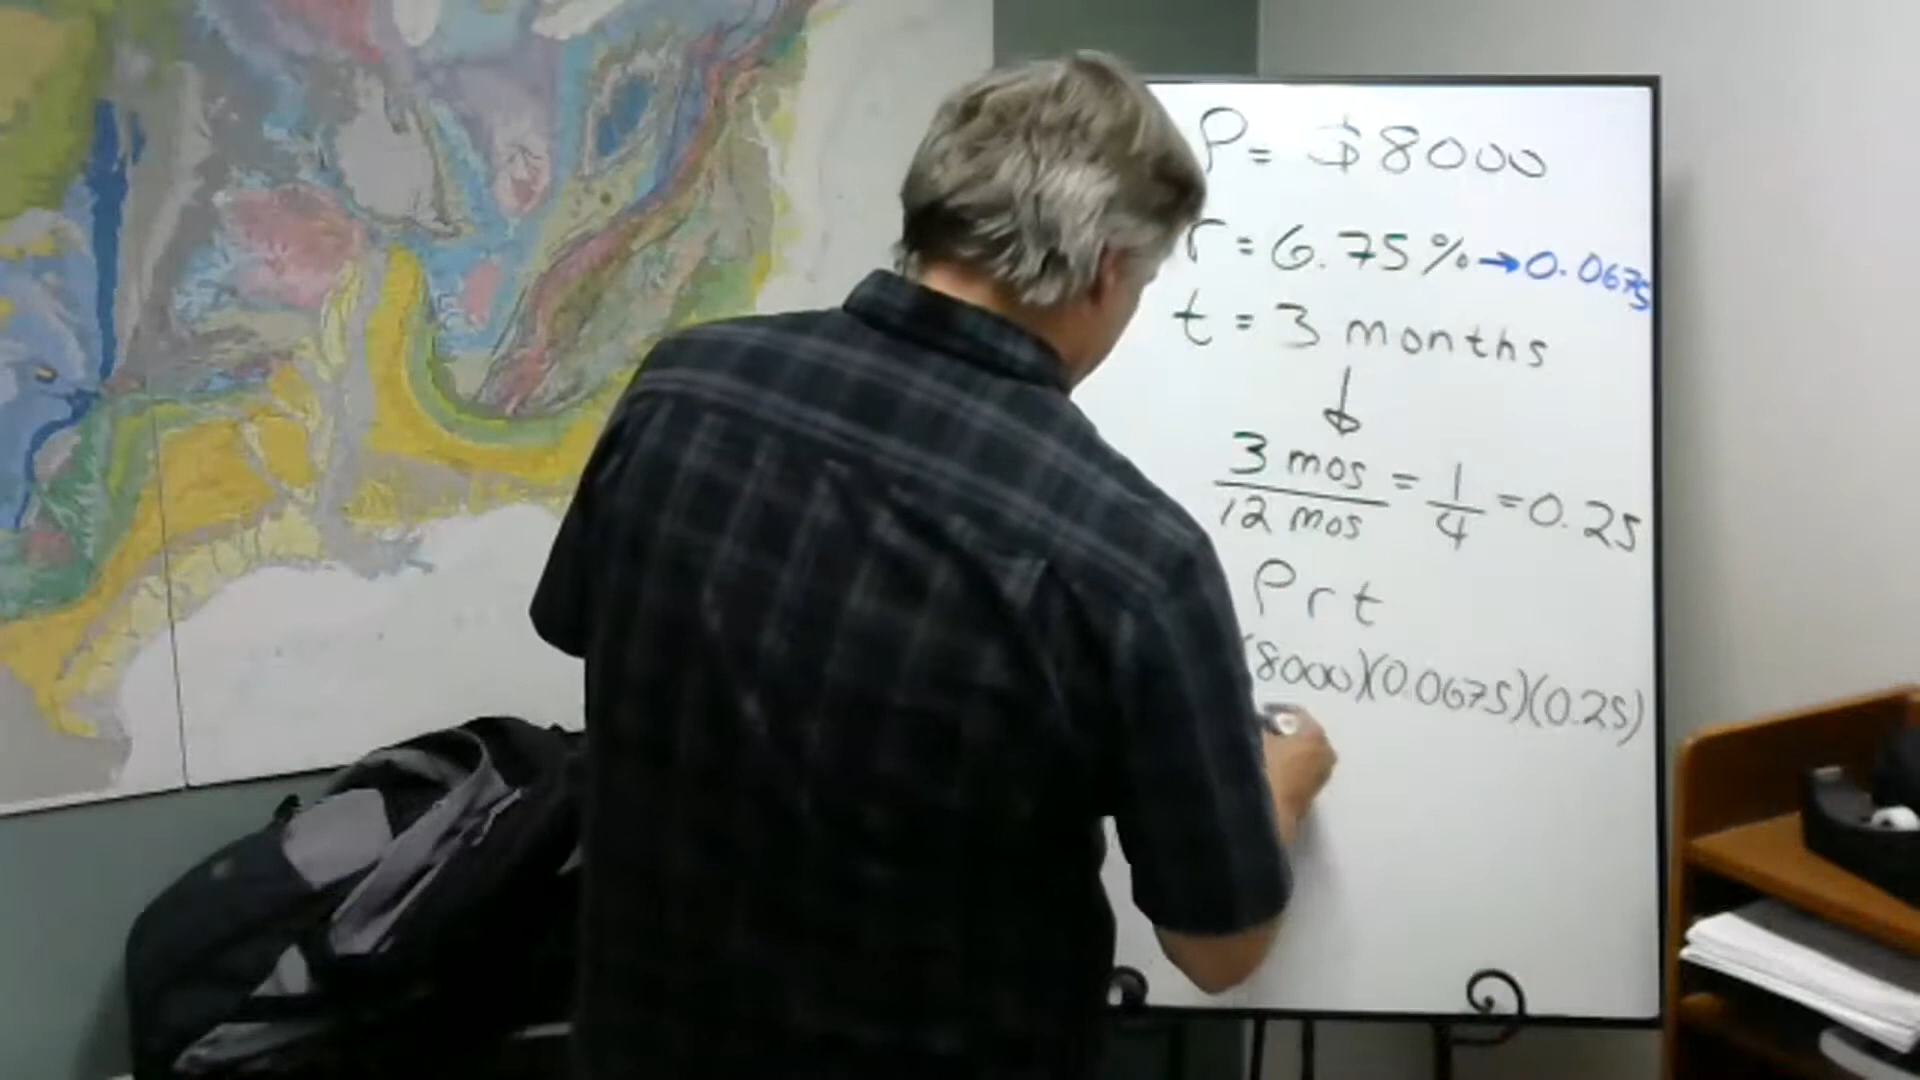 P = $8000
r = 6.75% → 0.0675
t = 3 months
↓
3 mos / 12 mos = 1/4 = 0.25
Prt
(8000)(0.0675)(0.25)